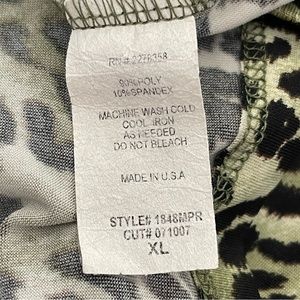 RN #
90% POLY
10% SPANDEX
MACHINE WASH COLD
COOL IRON
AS NEEDED
DO NOT BLEACH
MADE IN U.S.A
STYLE# 1848MPR
CUT# 071007
XL